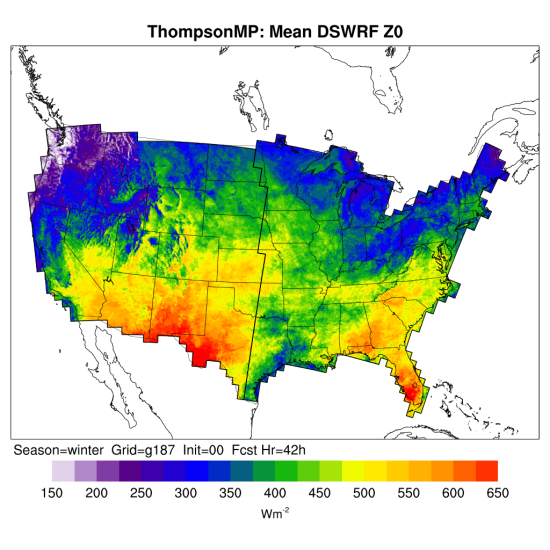 ThompsonMP: Mean DSWRF Z0
Season=winter Grid=g187 Init=00 Fcst Hr=42h
150 200 250 300 350 400 450 500 550 600 650
Wm-2